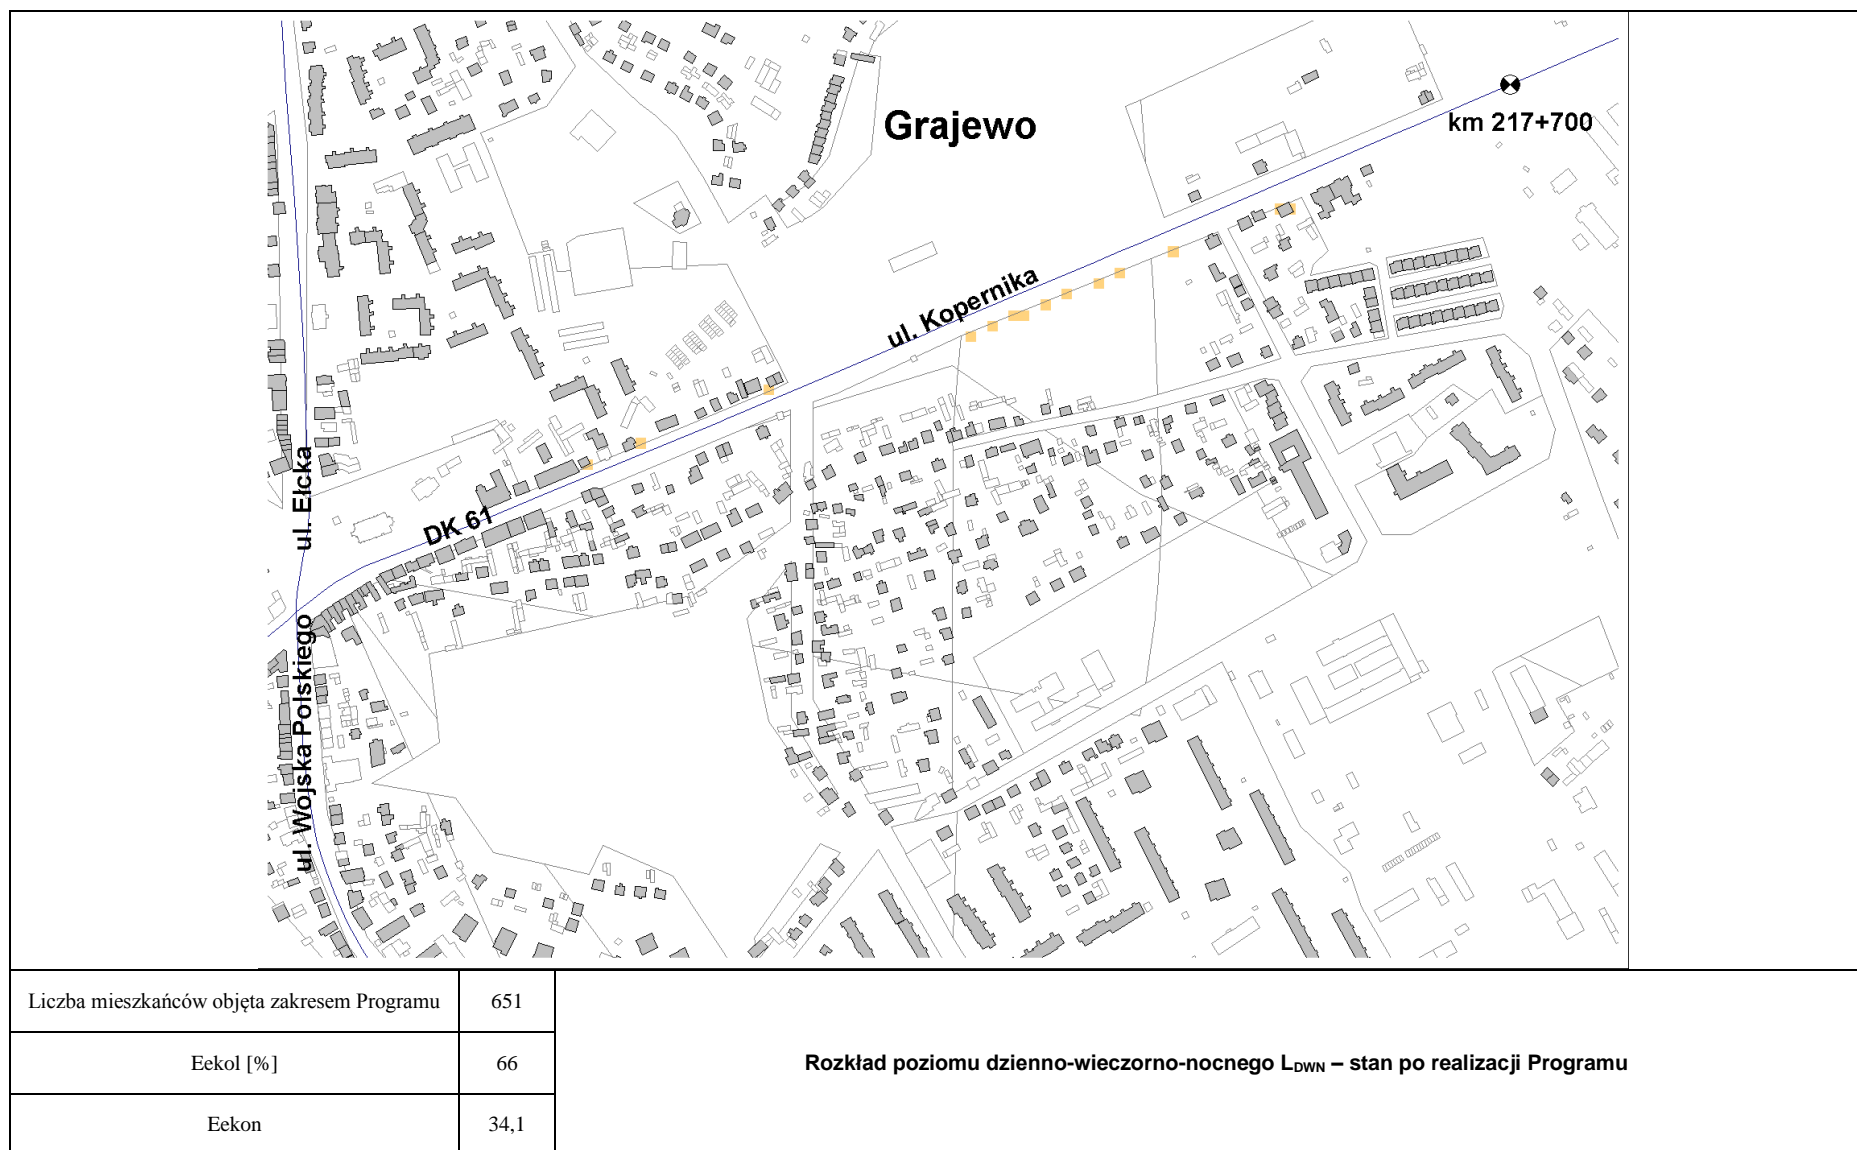 Grajewo
km 217+700
ul. Kopernika
ul. Ełcka
DK 61
ul. Wojska Polskiego
Liczba mieszkańców objęta zakresem Programu 651
Eekol [%] 66
Rozkład poziomu dzienno-wieczorno-nocnego LDWN – stan po realizacji Programu
Eekon 34,1